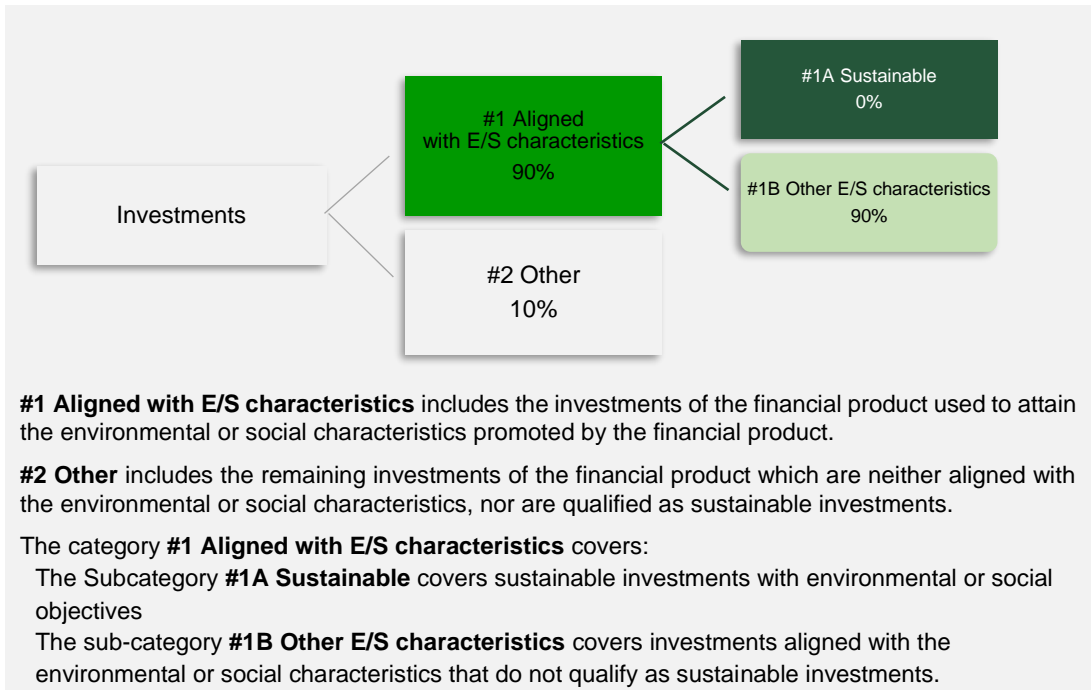 #1A Sustainable
0%
#1 Aligned
with E/S characteristics
90%
#1B Other E/S characteristics
90%
Investments
#2 Other
10%
#1 Aligned with E/S characteristics includes the investments of the financial product used to attain
the environmental or social characteristics promoted by the financial product.
#2 Other includes the remaining investments of the financial product which are neither aligned with
the environmental or social characteristics, nor are qualified as sustainable investments.
The category #1 Aligned with E/S characteristics covers:
The Subcategory #1A Sustainable covers sustainable investments with environmental or social
objectives
The sub-category #1B Other E/S characteristics covers investments aligned with the
environmental or social characteristics that do not qualify as sustainable investments.